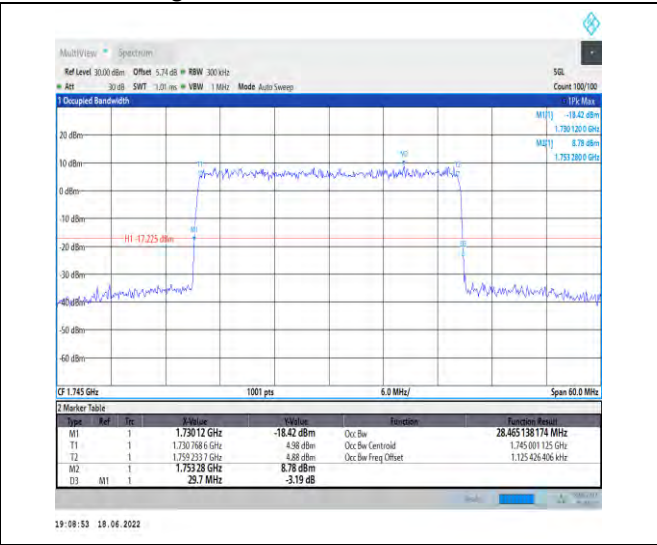 MultiView Spectrum
Ref Level 30.00 dBm Offset 5.74 dB RBW 300 kHz SGL
Att 30 dB SWT 1.01 ms VBW 1 MHz Mode Auto Sweep Count 100/100
1 Occupied Bandwidth 1Pk Max
M1[1] -18.42 dBm
1.730 120 0 GHz
M2[1] 8.78 dBm
1.753 280 0 GHz
20 dBm
10 dBm
T1 M2 T2
0 dBm
-10 dBm
M1
H1 -17.225 dBm
-20 dBm
D3
-30 dBm
-40 dBm
-50 dBm
-60 dBm
CF 1.745 GHz 1001 pts 6.0 MHz/ Span 60.0 MHz
2 Marker Table
Type Ref Trc X-Value Y-Value Function Function Result
M1 1 1.73012 GHz -18.42 dBm Occ Bw 28.465138174 MHz
T1 1 1.730 768 6 GHz 4.98 dBm Occ Bw Centroid 1.745 001 125 GHz
T2 1 1.759 233 7 GHz 4.88 dBm Occ Bw Freq Offset 1.125 426 406 kHz
M2 1 1.75328 GHz 8.78 dBm
D3 M1 1 29.7 MHz -3.19 dB
19:08:53 18.06.2022